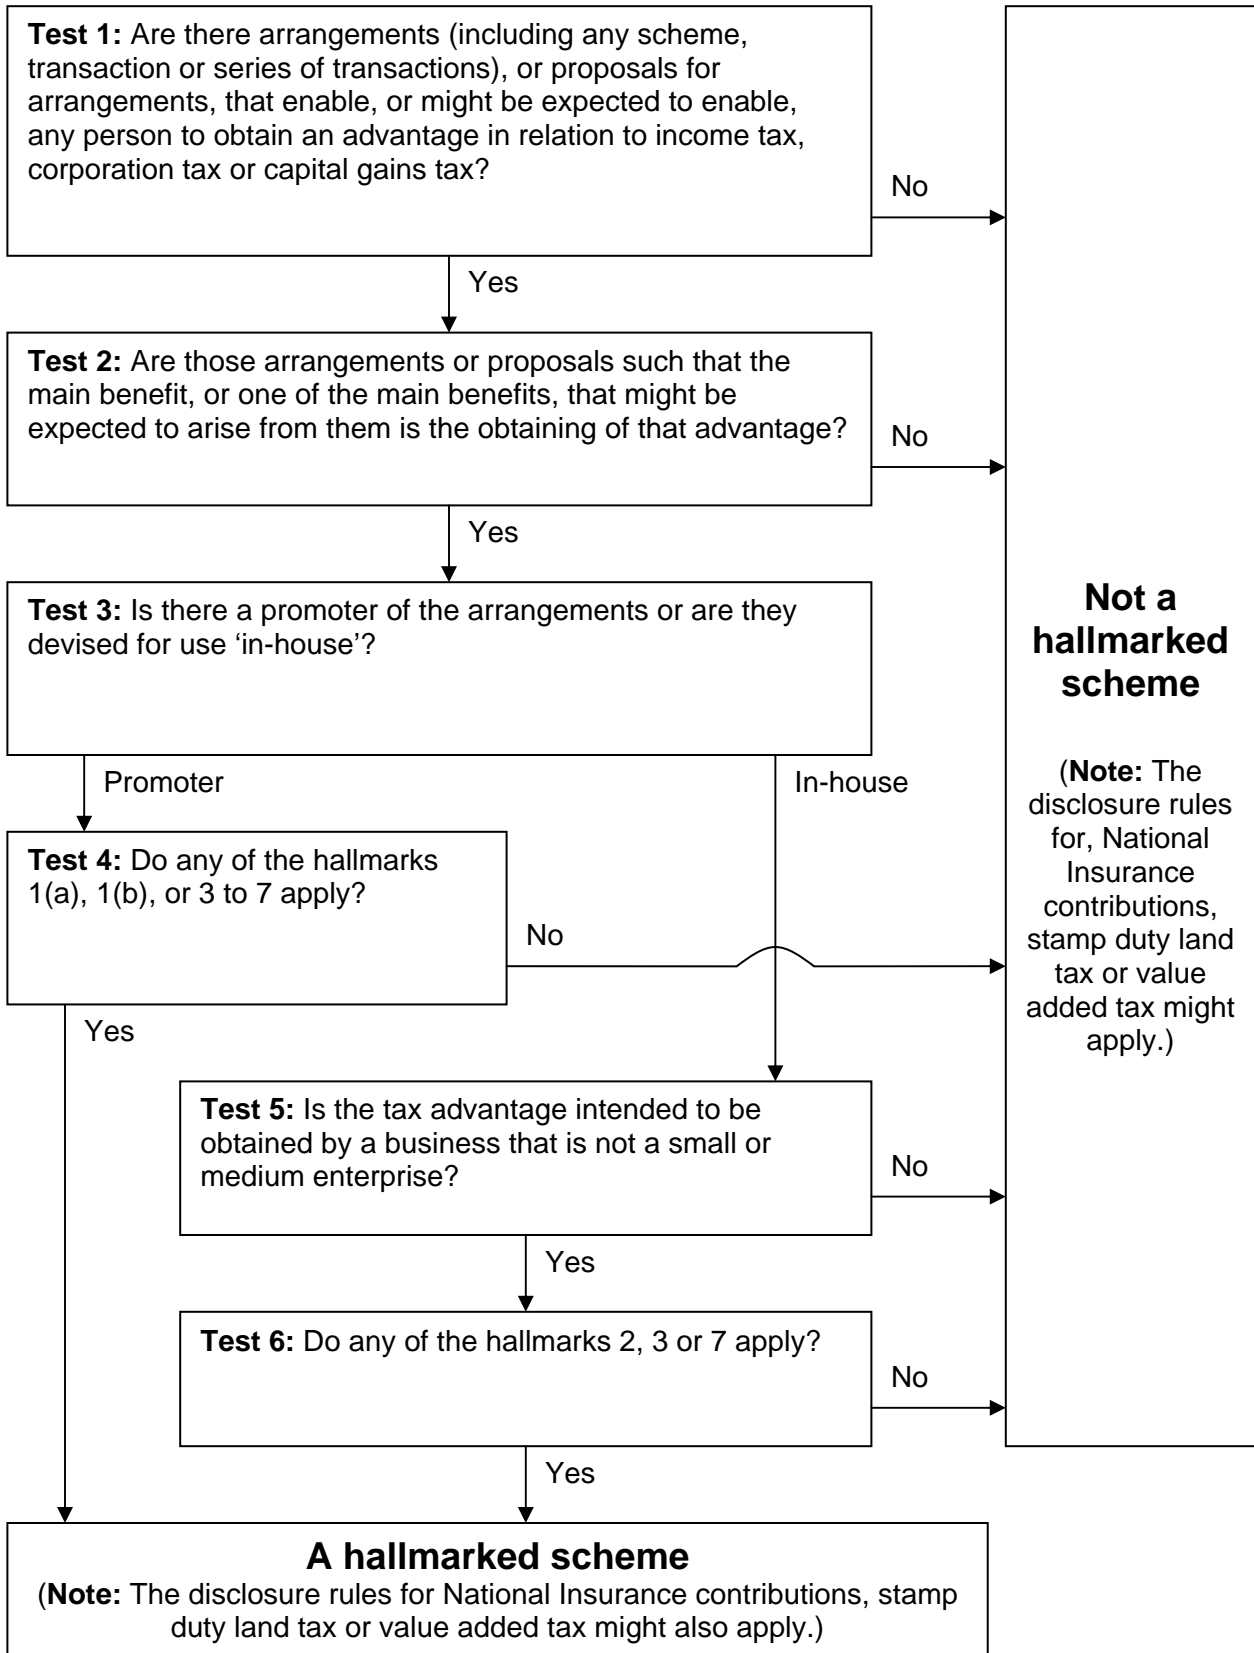 Test 1: Are there arrangements (including any scheme,
transaction or series of transactions), or proposals for
arrangements, that enable, or might be expected to enable,
any person to obtain an advantage in relation to income tax,
corporation tax or capital gains tax?
No
Yes
Test 2: Are those arrangements or proposals such that the
main benefit, or one of the main benefits, that might be
expected to arise from them is the obtaining of that advantage?
No
Yes
Test 3: Is there a promoter of the arrangements or are they
devised for use ‘in-house’?
Promoter
In-house
Test 4: Do any of the hallmarks
1(a), 1(b), or 3 to 7 apply?
No
Yes
Test 5: Is the tax advantage intended to be
obtained by a business that is not a small or
medium enterprise?
No
Yes
Test 6: Do any of the hallmarks 2, 3 or 7 apply?
No
Yes
Not a
hallmarked
scheme
(Note: The
disclosure rules
for, National
Insurance
contributions,
stamp duty land
tax or value
added tax might
apply.)
A hallmarked scheme
(Note: The disclosure rules for National Insurance contributions, stamp
duty land tax or value added tax might also apply.)